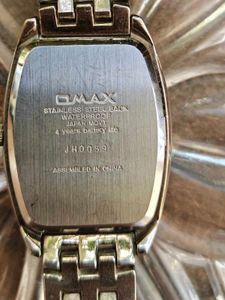 OMAX
STAINLESS STEEL BACK
WATERPROOF
JAPAN MOVT
4 years battery life
JH0059
ASSEMBLED IN CHINA